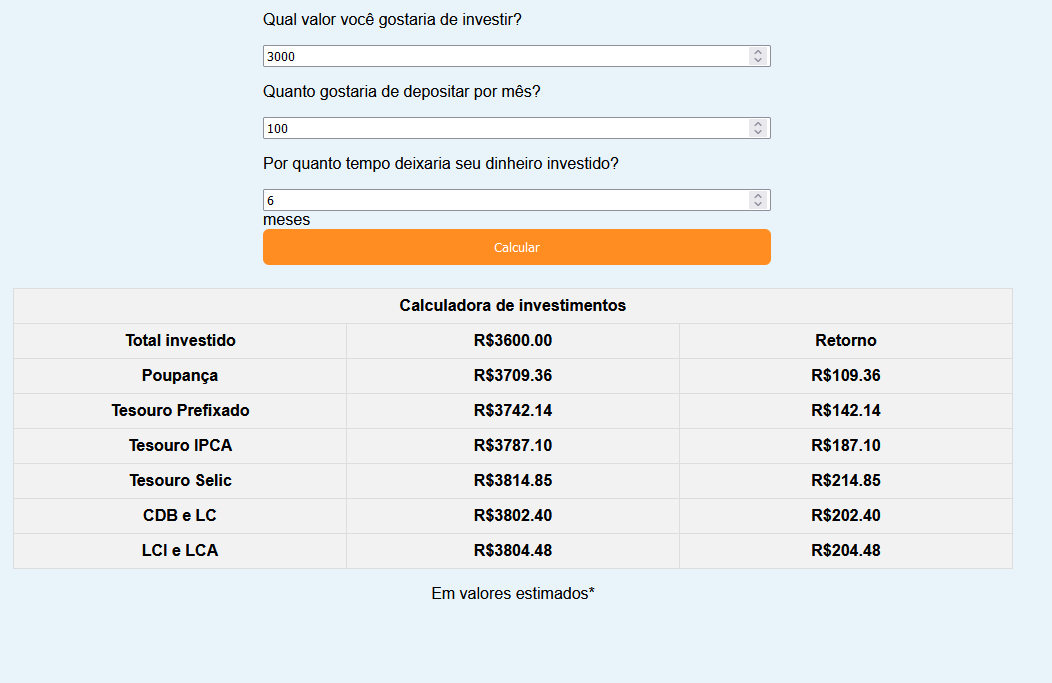 Qual valor você gostaria de investir?
3000
Quanto gostaria de depositar por mês?
100
Por quanto tempo deixaria seu dinheiro investido?
6
meses
Calcular
Calculadora de investimentos
Total investido R$3600.00 Retorno
Poupança R$3709.36 R$109.36
Tesouro Prefixado R$3742.14 R$142.14
Tesouro IPCA R$3787.10 R$187.10
Tesouro Selic R$3814.85 R$214.85
CDB e LC R$3802.40 R$202.40
LCI e LCA R$3804.48 R$204.48
Em valores estimados*